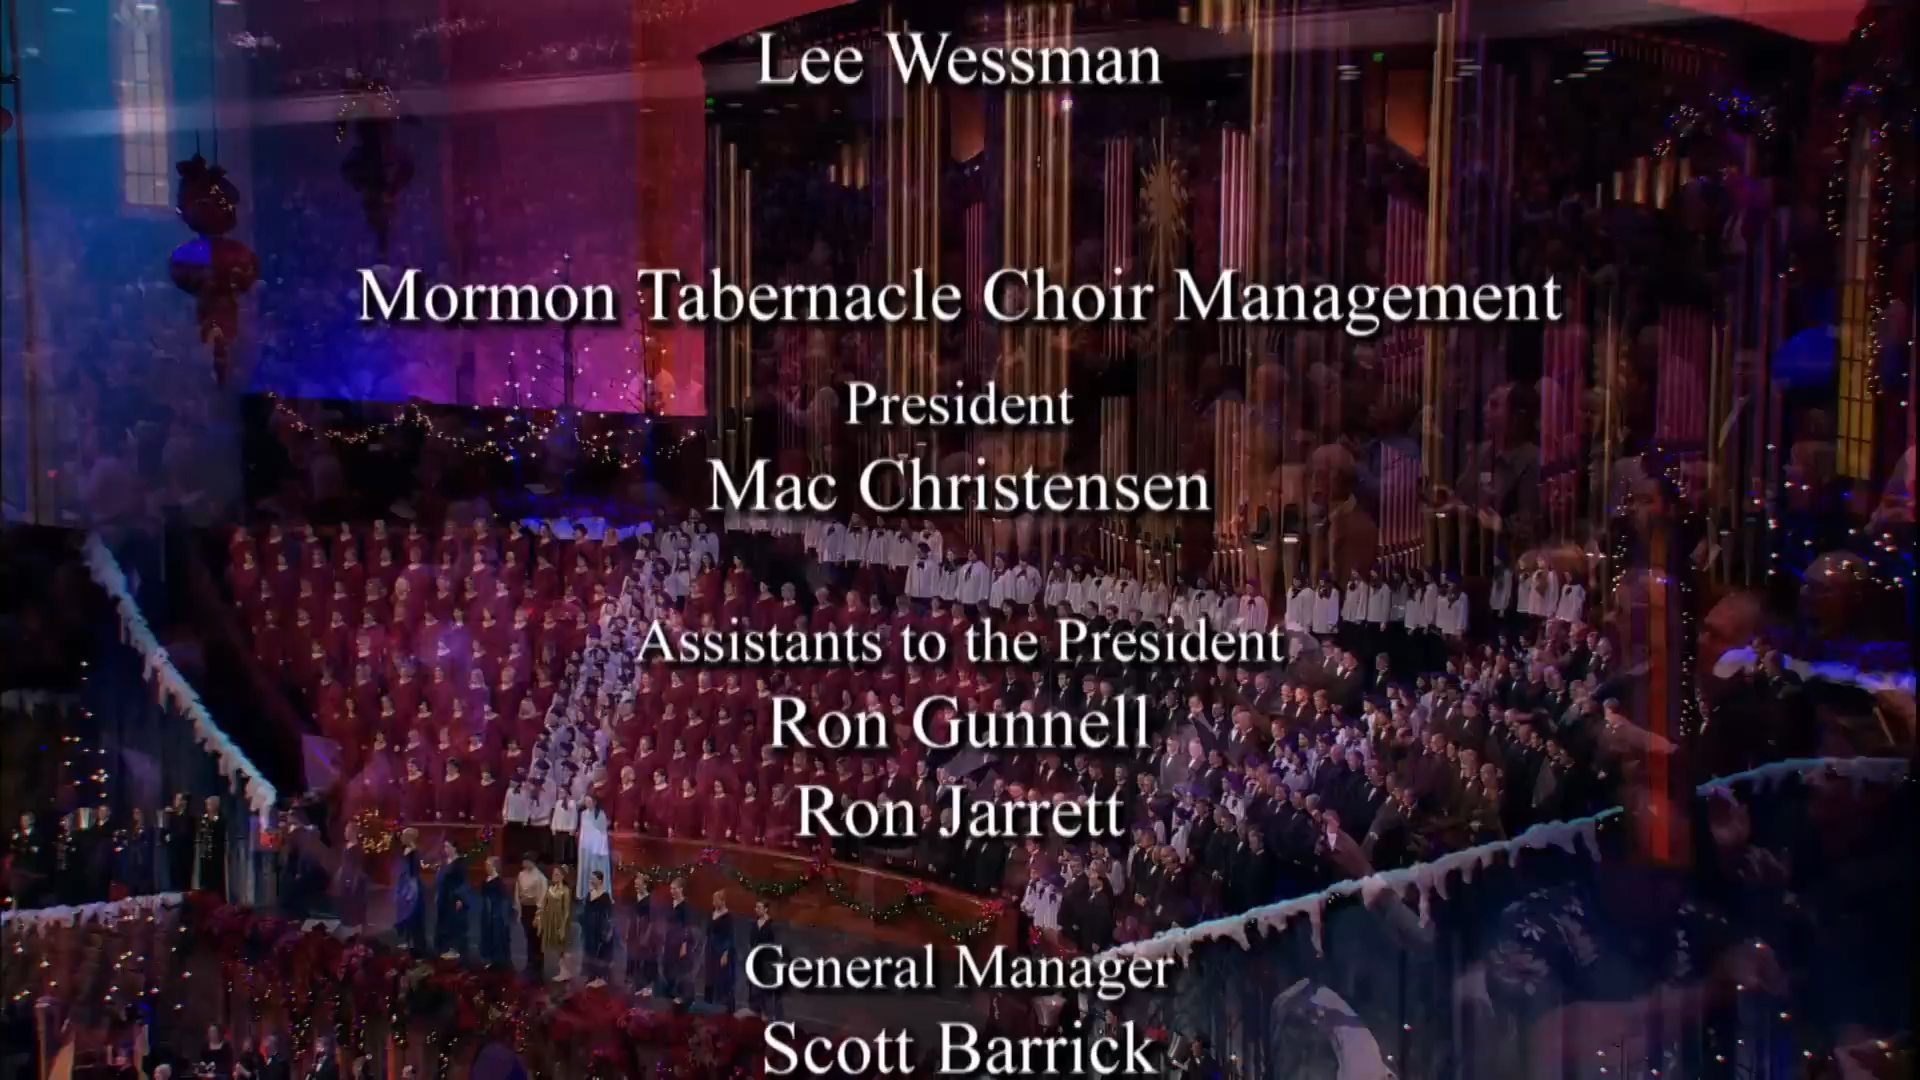 Lee Wessman
Mormon Tabernacle Choir Management
President
Mac Christensen
Assistants to the President
Ron Gunnell
Ron Jarrett
General Manager
Scott Barrick